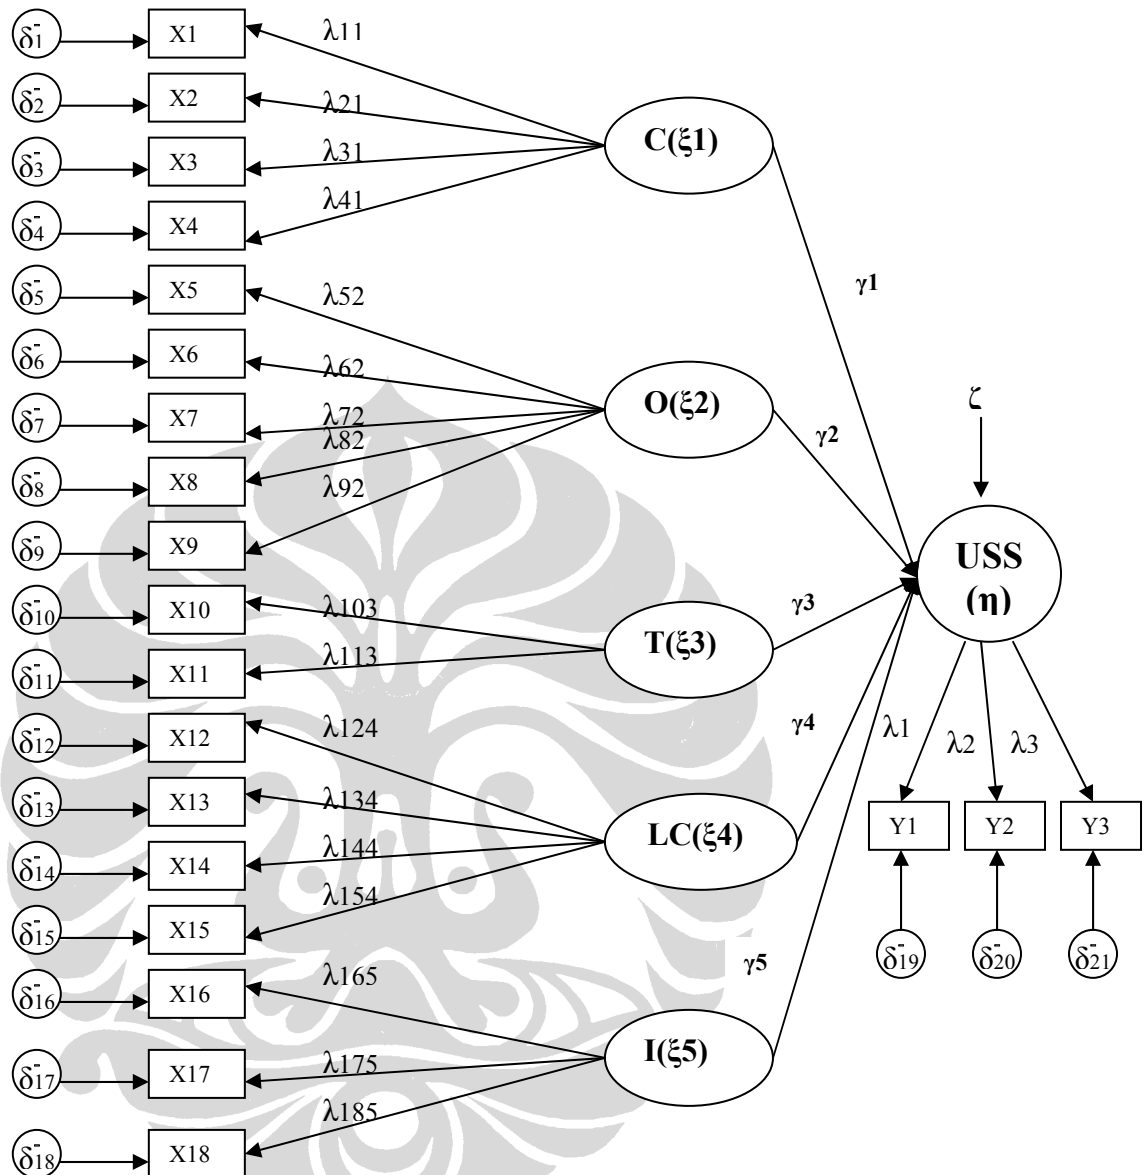 δ1 X1 λ11
δ2 X2 λ21
C(ξ1)
δ3 X3 λ31
δ4 X4 λ41
δ5 X5 λ52
γ1
δ6 X6 λ62
O(ξ2)
ζ
δ7 X7 λ72
λ82
γ2
δ8 X8
λ92
δ9 X9
USS
(η)
δ10 X10 λ103
γ3
T(ξ3)
δ11 X11 λ113
δ12 X12 λ124
γ4
λ1 λ2 λ3
δ13 X13 λ134
LC(ξ4)
Y1 Y2 Y3
δ14 X14 λ144
δ15 X15 λ154
δ19 δ20 δ21
γ5
δ16 X16 λ165
I(ξ5)
δ17 X17 λ175
λ185
δ18 X18